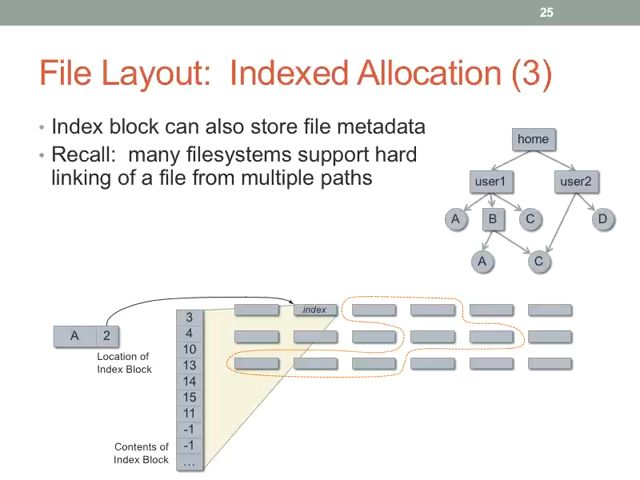 25
File Layout: Indexed Allocation (3)
• Index block can also store file metadata
• Recall: many filesystems support hard
linking of a file from multiple paths
home
user1
user2
A
B
C
D
A
C
index
A 2
Location of
Index Block
3
4
10
13
14
15
11
-1
-1
...
Contents of
Index Block